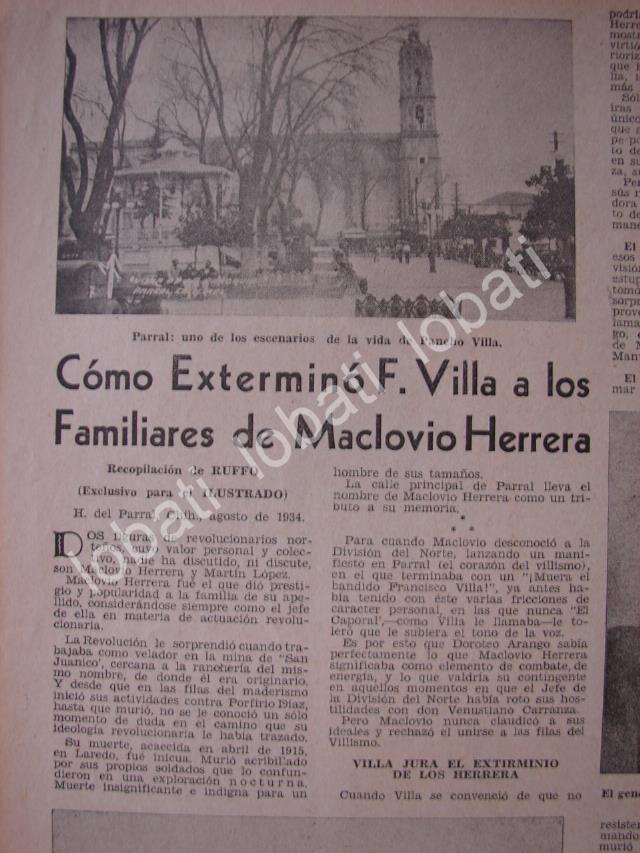 Parral: uno de los escenarios de la vida de Pancho Villa.
Cómo Exterminó F. Villa a los
Familiares de Maclovio Herrera
Recopilación de RUFFO
(Exclusivo para el ILUSTRADO)
H. del Parral, Chih., agosto de 1934.
DOS figuras de revolucionarios nor-
teños, cuyo valor personal y colec-
tivo, nadie ha discutido, ni discute,
son Maclovio Herrera y Martín López.
Maclovio Herrera fué el que dió presti-
gio y popularidad a la familia de su ape-
llido, considerándose siempre como el jefe
de ella en materia de actuación revolu-
cionaria.
La Revolución le sorprendió cuando tra-
bajaba como velador en la mina de "San
Juanico', cercana a la ranchería del mis-
mo nombre, de donde él era originario.
Y desde que en las filas del maderismo
inició sus actividades contra Porfirio Díaz,
hasta que murió, no se le conoció un sólo
momento de duda en el camino que su
ideología revolucionaria le había trazado.
Su muerte, acaecida en abril de 1915,
en Laredo, fué inicua. Murió acribillado
por sus propios soldados que lo confun-
dieron en una exploración nocturna.
Muerte insignificante e indigna para un
hombre de sus tamaños.
La calle principal de Parral lleva el
nombre de Maclovio Herrera como un tri-
buto a su memoria.
*
* *
Para cuando Maclovio desconoció a la
División del Norte, lanzando un mani-
fiesto en Parral (el corazón del villismo),
en el que terminaba con un "¡Muera el
bandido Francisco Villa!", ya antes ha-
bía tenido con éste varias fricciones de
carácter personal, en las que nunca "El
Caporal',—como Villa le llamaba—le to-
leró que le subiera el tono de la voz.
Es por esto que Doroteo Arango sabía
perfectamente lo que Maclovio Herrera
significaba como elemento de combate, de
energía, y lo que valdría su contingente
en aquellos momentos en que el Jefe de
la División del Norte había roto sus hos-
tilidades con don Venustiano Carranza.
Pero Maclovio nunca claudicó a sus
ideales y rechazó el unirse a las filas del
Villismo.
VILLA JURA EL EXTIRMINIO
DE LOS HERRERA
Cuando Villa se convenció de que no
El gene
resisten
mando
murió
lobati lobati lobati lobati